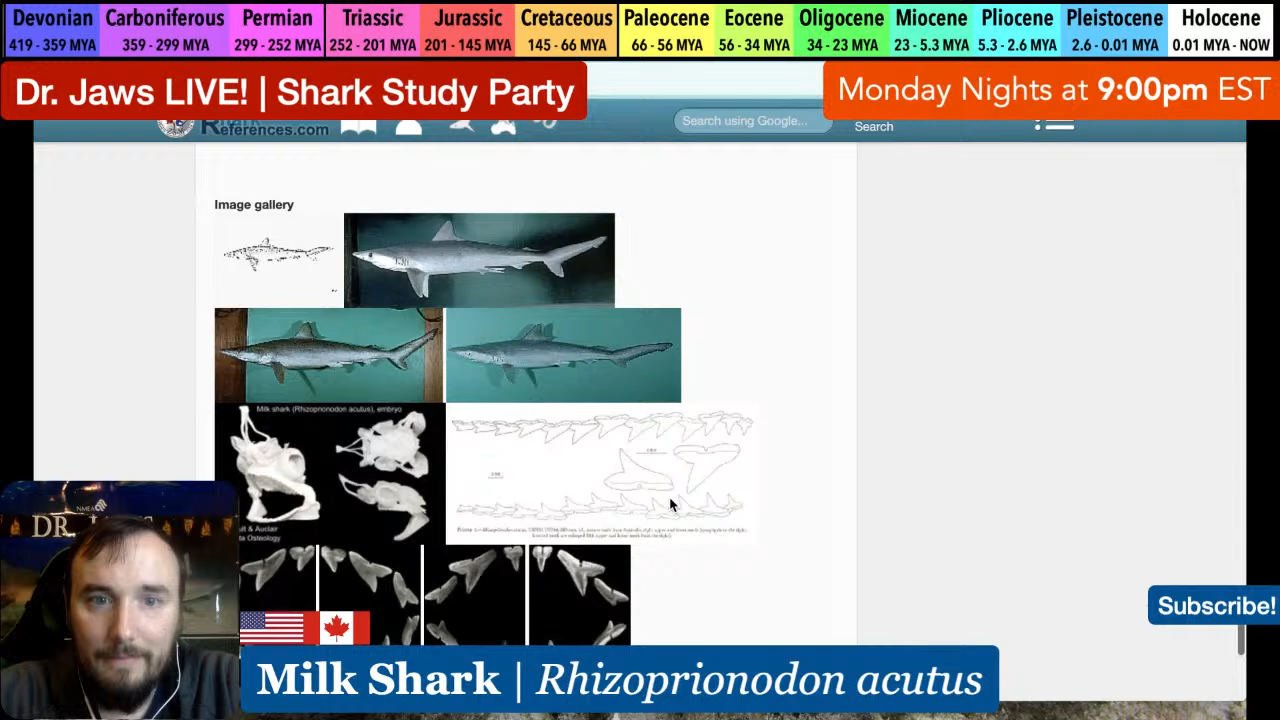 Devonian Carboniferous Permian Triassic Jurassic Cretaceous Paleocene Eocene Oligocene Miocene Pliocene Pleistocene Holocene
419 - 359 MYA 359 - 299 MYA 299 - 252 MYA 252 - 201 MYA 201 - 145 MYA 145 - 66 MYA 66 - 56 MYA 56 - 34 MYA 34 - 23 MYA 23 - 5.3 MYA 5.3 - 2.6 MYA 2.6 - 0.01 MYA 0.01 MYA - NOW
Dr. Jaws LIVE! | Shark Study Party
Monday Nights at 9:00pm EST
References.com
Search using Google...
Search
Image gallery
Milk shark (Rhizoprionodon acutus), embryo
& Auclair
Osteology
NMEA
DR.
Subscribe!
Milk Shark | Rhizoprionodon acutus